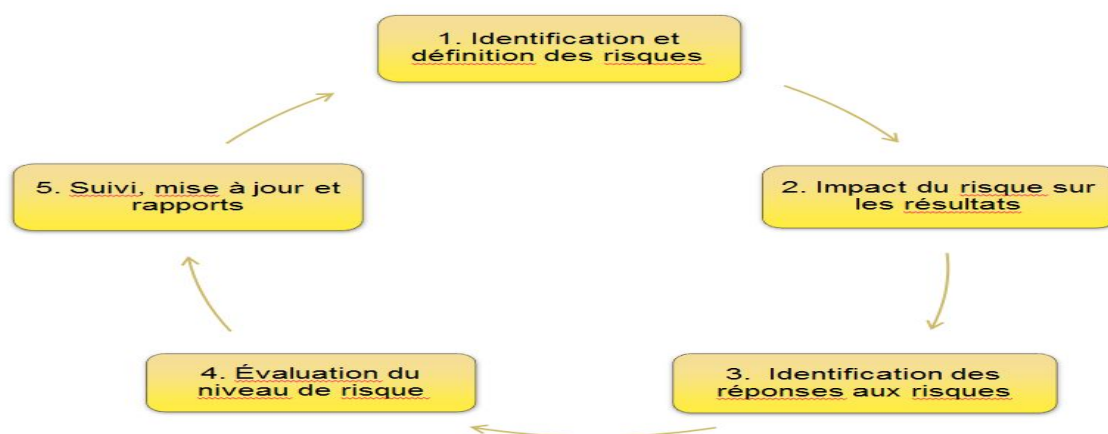 1. Identification et
définition des risques
2. Impact du risque sur
les résultats
3. Identification des
réponses aux risques
4. Évaluation du
niveau de risque
5. Suivi, mise à jour et
rapports